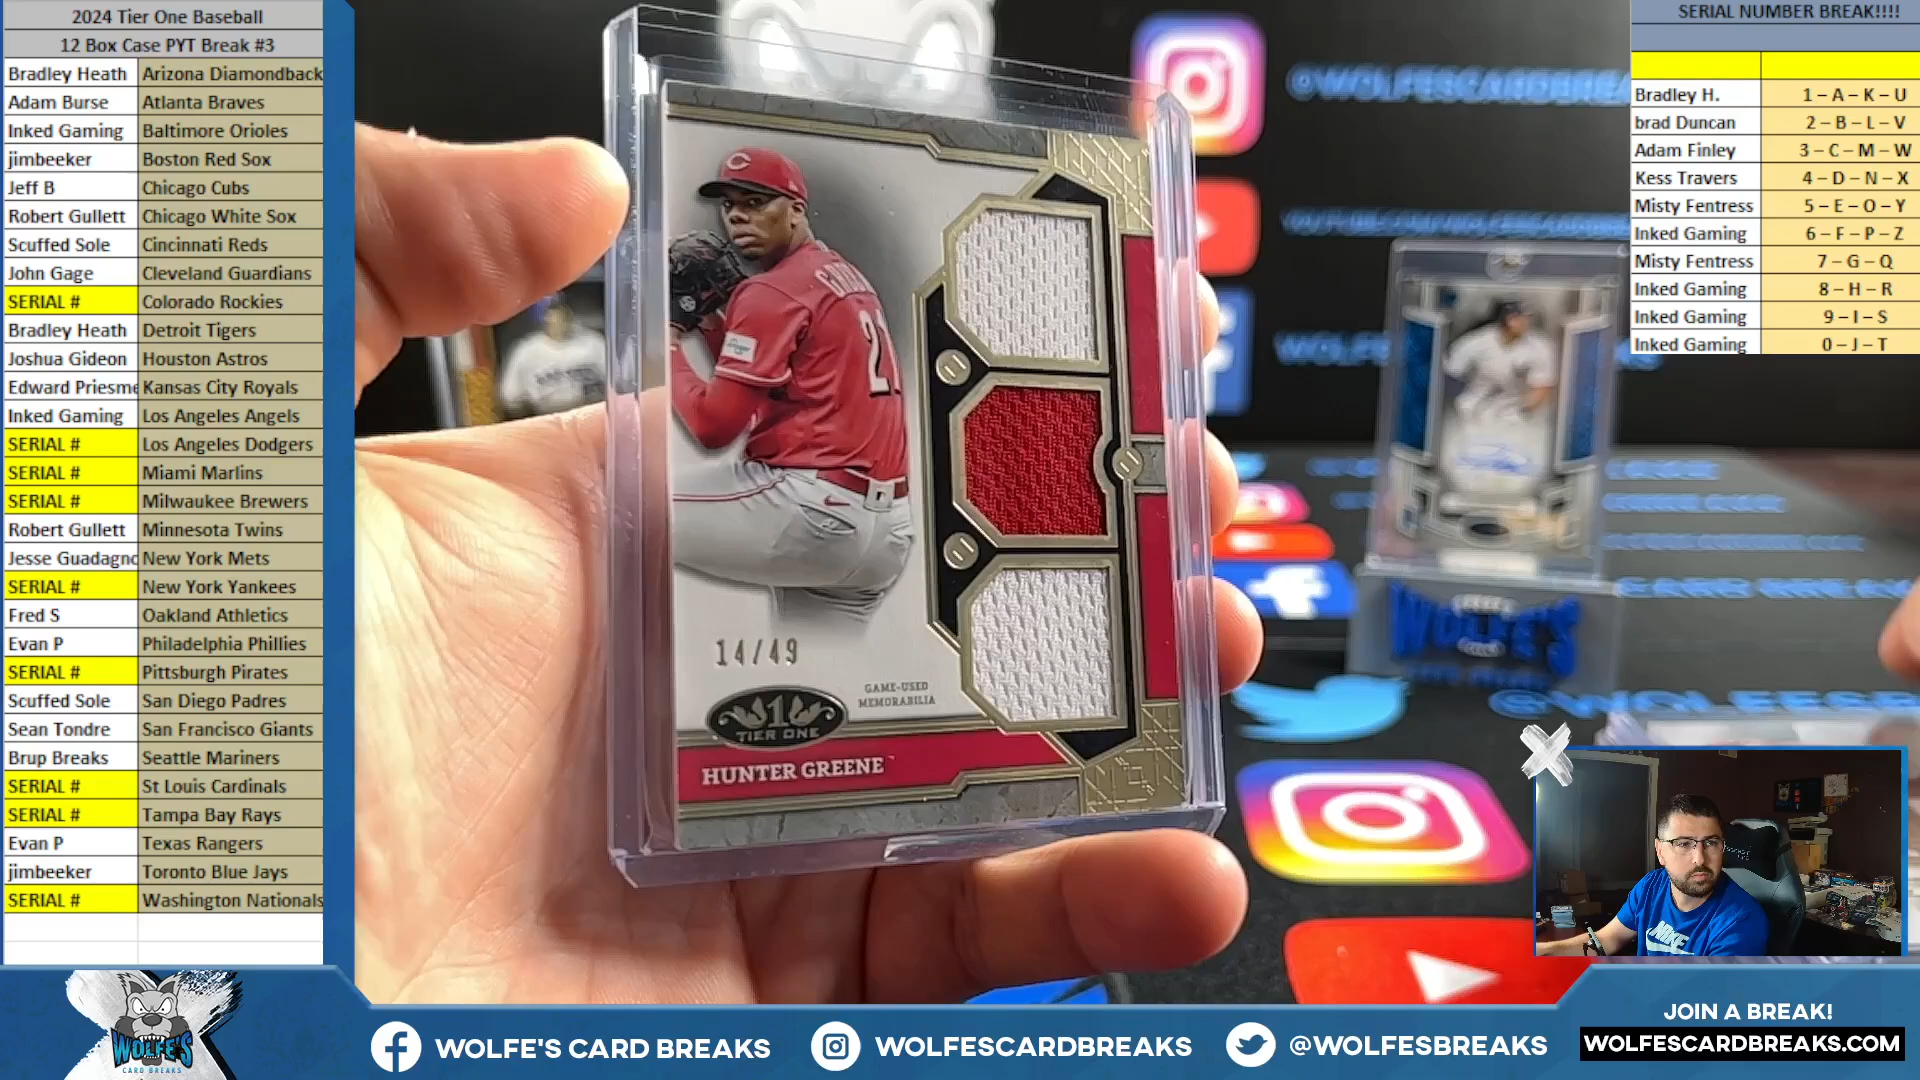 2024 Tier One Baseball
12 Box Case PYT Break #3
Bradley Heath Arizona Diamondback
Adam Burse Atlanta Braves
Inked Gaming Baltimore Orioles
jimbeeker Boston Red Sox
Jeff B Chicago Cubs
Robert Gullett Chicago White Sox
Scuffed Sole Cincinnati Reds
John Gage Cleveland Guardians
SERIAL # Colorado Rockies
Bradley Heath Detroit Tigers
Joshua Gideon Houston Astros
Edward Priesme Kansas City Royals
Inked Gaming Los Angeles Angels
SERIAL # Los Angeles Dodgers
SERIAL # Miami Marlins
SERIAL # Milwaukee Brewers
Robert Gullett Minnesota Twins
Jesse Guadagno New York Mets
SERIAL # New York Yankees
Fred S Oakland Athletics
Evan P Philadelphia Phillies
SERIAL # Pittsburgh Pirates
Scuffed Sole San Diego Padres
Sean Tondre San Francisco Giants
Brup Breaks Seattle Mariners
SERIAL # St Louis Cardinals
SERIAL # Tampa Bay Rays
Evan P Texas Rangers
jimbeeker Toronto Blue Jays
SERIAL # Washington Nationals
SERIAL NUMBER BREAK!!!!
Bradley H. 1 – A – K – U
brad Duncan 2 – B – L – V
Adam Finley 3 – C – M – W
Kess Travers 4 – D – N – X
Misty Fentress 5 – E – O – Y
Inked Gaming 6 – F – P – Z
Misty Fentress 7 – G – Q
Inked Gaming 8 – H – R
Inked Gaming 9 – I – S
Inked Gaming 0 – J – T
@WOLFESCARDBREA
C
21
14/49
GAME-USED
MEMORABILIA
1
TIER ONE
HUNTER GREENE
WOLFE'S
NIKE
WOLFE'S
CARD BREAKS
WOLFE'S CARD BREAKS
WOLFESCARDBREAKS
@WOLFESBREAKS
JOIN A BREAK!
WOLFESCARDBREAKS.COM